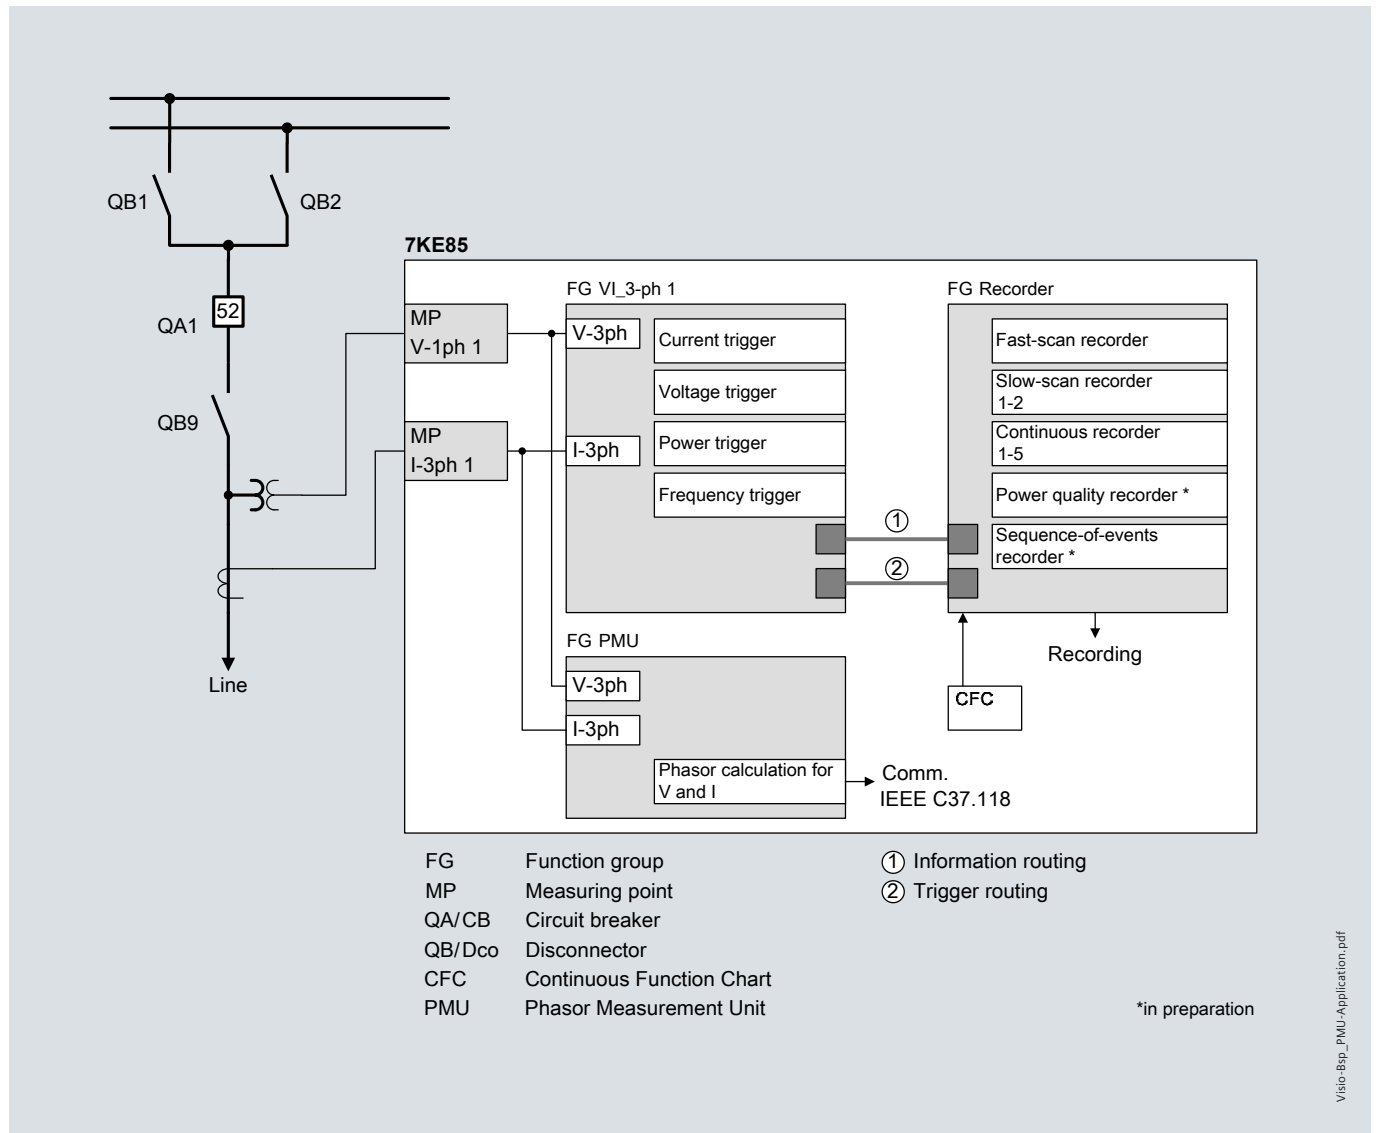 QB1
QB2
52
QA1
QB9
Line
7KE85
MP
V-1ph 1
MP
I-3ph 1
FG VI_3-ph 1
V-3ph
I-3ph
Current trigger
Voltage trigger
Power trigger
Frequency trigger
1
2
FG Recorder
Fast-scan recorder
Slow-scan recorder
1-2
Continuous recorder
1-5
Power quality recorder *
Sequence-of-events
recorder *
Recording
CFC
FG PMU
V-3ph
I-3ph
Phasor calculation for
V and I
Comm.
IEEE C37.118
FG Function group
MP Measuring point
QA/CB Circuit breaker
QB/Dco Disconnector
CFC Continuous Function Chart
PMU Phasor Measurement Unit
1 Information routing
2 Trigger routing
*in preparation
Visio-Bsp_PMU-Application.pdf